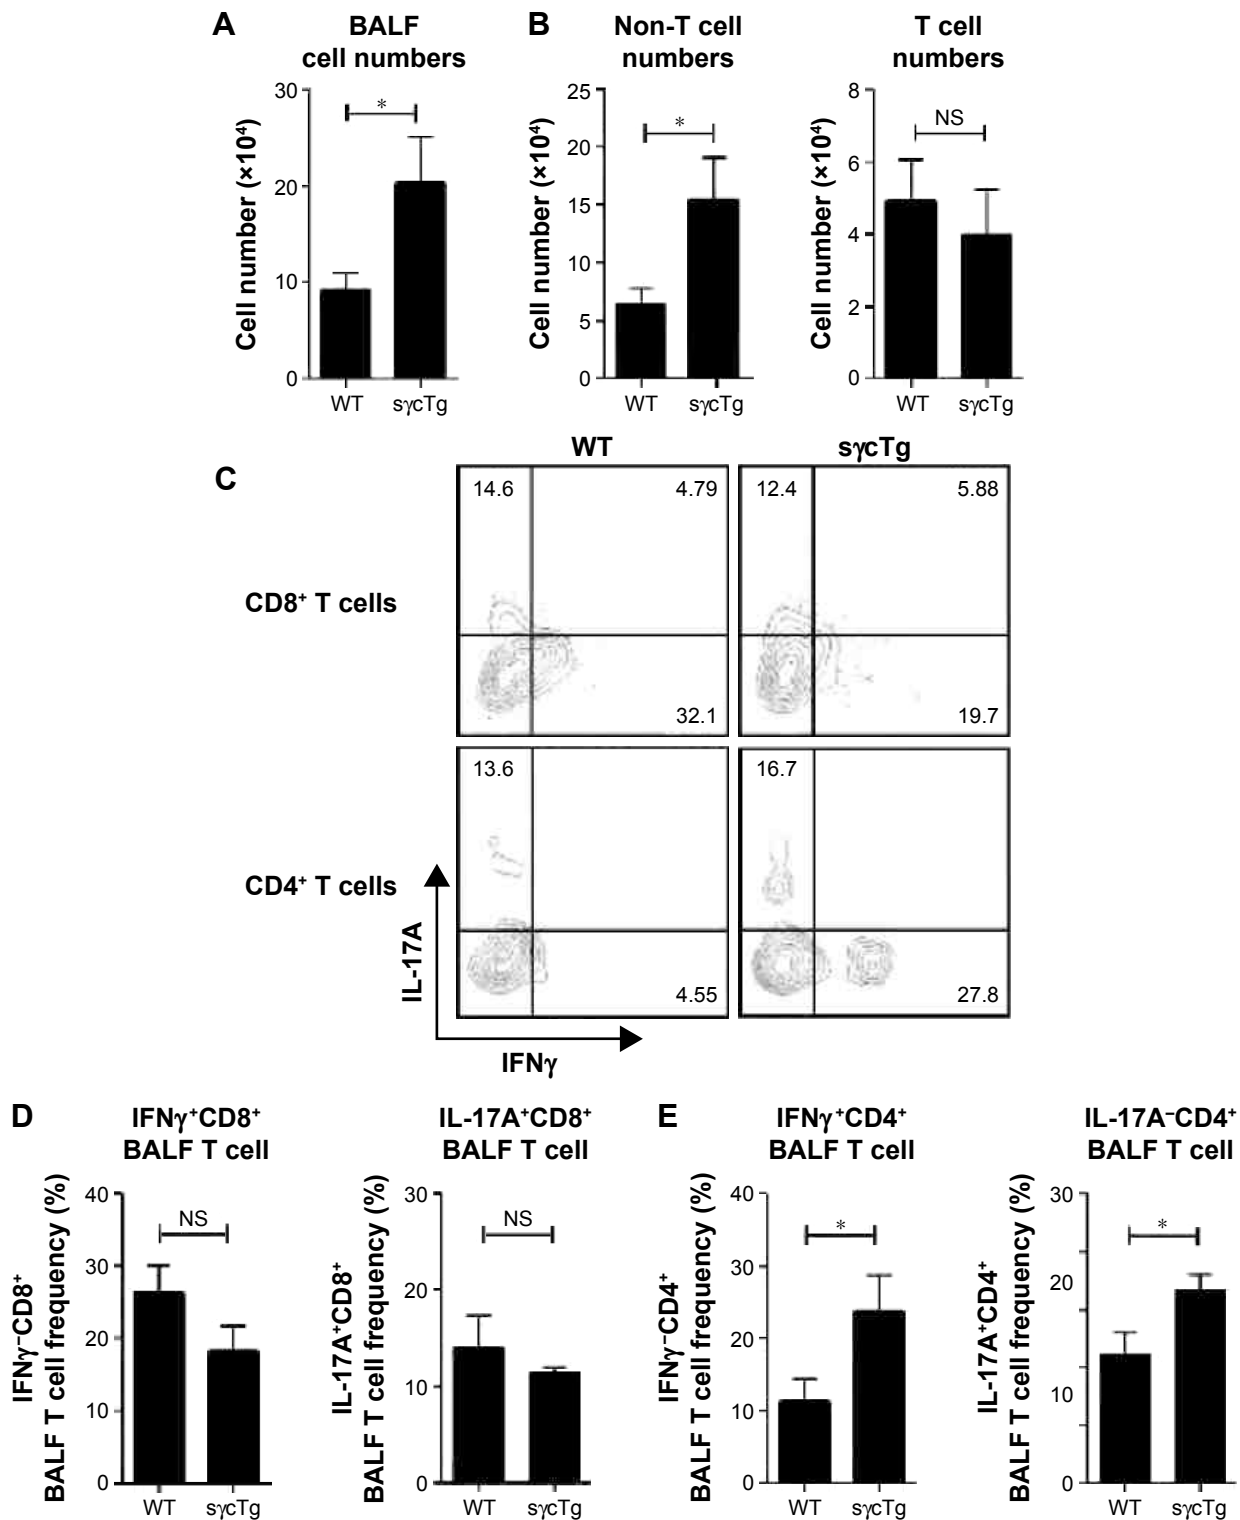 A
BALF
cell numbers
Cell number (×10⁴)
30
20
10
0
*
WT
sγcTg
B
Non-T cell
numbers
Cell number (×10⁴)
25
20
15
10
5
0
*
WT
sγcTg
T cell
numbers
Cell number (×10⁴)
8
6
4
2
0
NS
WT
sγcTg
C
WT
sγcTg
CD8⁺ T cells
14.6
4.79
32.1
12.4
5.88
19.7
CD4⁺ T cells
13.6
4.55
16.7
27.8
IL-17A
IFNγ
D
IFNγ⁺CD8⁺
BALF T cell
IFNγ⁻CD8⁺
BALF T cell frequency (%)
40
30
20
10
0
NS
WT
sγcTg
IL-17A⁺CD8⁺
BALF T cell
IL-17A⁺CD8⁺
BALF T cell frequency (%)
30
20
10
0
NS
WT
sγcTg
E
IFNγ⁺CD4⁺
BALF T cell
IFNγ⁻CD4⁺
BALF T cell frequency (%)
40
30
20
10
0
*
WT
sγcTg
IL-17A⁻CD4⁺
BALF T cell
IL-17A⁺CD4⁺
BALF T cell frequency (%)
30
20
10
0
*
WT
sγcTg